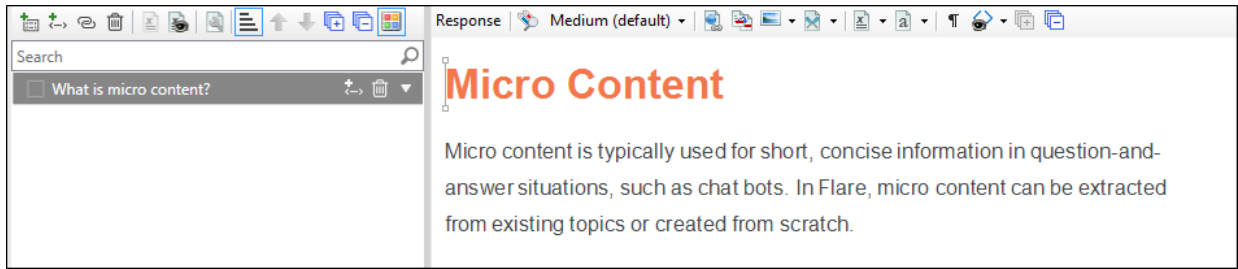 Response Medium (default)
Search
What is micro content?
Micro Content
Micro content is typically used for short, concise information in question-and-
answer situations, such as chat bots. In Flare, micro content can be extracted
from existing topics or created from scratch.